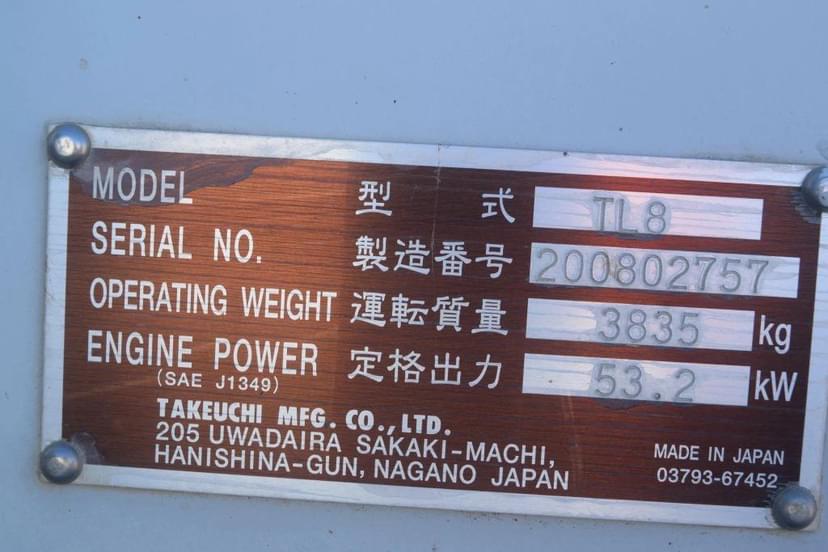 MODEL 型 式 TL8
SERIAL NO. 製造番号 200802757
OPERATING WEIGHT 運転質量 3835 kg
ENGINE POWER 定格出力 53.2 kW
(SAE J1349)
TAKEUCHI MFG. CO.,LTD.
205 UWADAIRA SAKAKI-MACHI,
HANISHINA-GUN, NAGANO JAPAN
MADE IN JAPAN
03793-67452